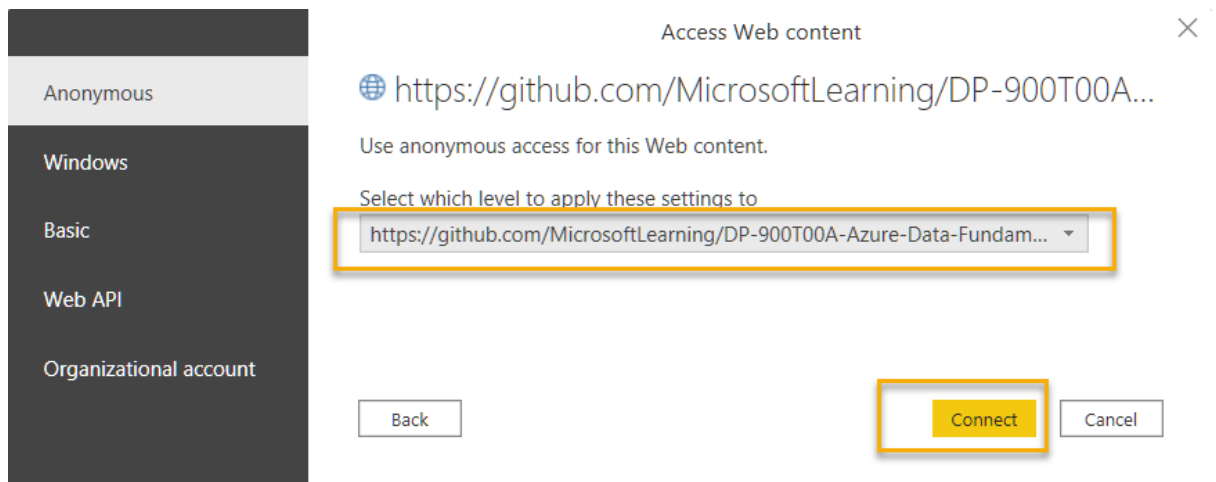 Access Web content
Anonymous
https://github.com/MicrosoftLearning/DP-900T00A...
Use anonymous access for this Web content.
Windows
Select which level to apply these settings to
Basic
https://github.com/MicrosoftLearning/DP-900T00A-Azure-Data-Fundam...
Web API
Organizational account
Back
Connect
Cancel